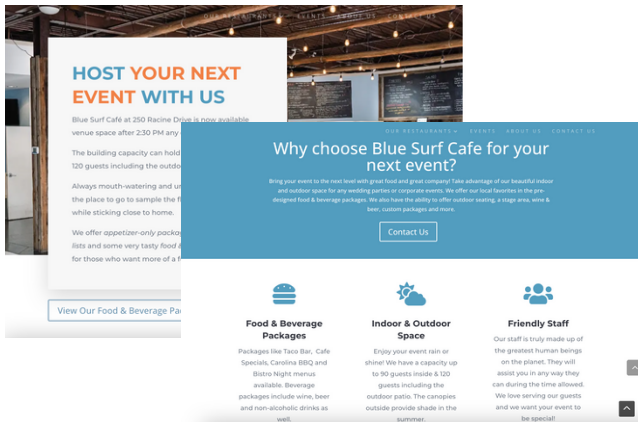 OUR RESTAURANTS EVENTS ABOUT US CONTACT US
HOST YOUR NEXT
EVENT WITH US
Blue Surf Café at 250 Racine Drive is now available
venue space after 2:30 PM any
The building capacity can hold
120 guests including the outdo
Always mouth-watering and un
the place to go to sample the f
while sticking close to home.
We offer appetizer-only packag
lists and some very tasty food &
for those who want more of a f
View Our Food & Beverage Pac
OUR RESTAURANTS EVENTS ABOUT US CONTACT US
Why choose Blue Surf Cafe for your
next event?
Bring your event to the next level with great food and great company! Take advantage of our beautiful indoor
and outdoor space for any wedding parties or corporate events. We offer our local favorites in the pre-
designed food & beverage packages. We also have the ability to offer outdoor seating, a stage area, wine &
beer, custom packages and more.
Contact Us
Food & Beverage
Packages
Packages like Taco Bar, Cafe
Specials, Carolina BBQ and
Bistro Night menus
available. Beverage
packages include wine, beer
and non-alcoholic drinks as
well.
Indoor & Outdoor
Space
Enjoy your event rain or
shine! We have a capacity up
to 90 guests inside & 120
guests including the
outdoor patio. The canopies
outside provide shade in the
summer.
Friendly Staff
Our staff is truly made up of
the greatest human beings
on the planet. They will
assist you in any way they
can during the time allowed.
We love serving our guests
and we want your event to
be special!